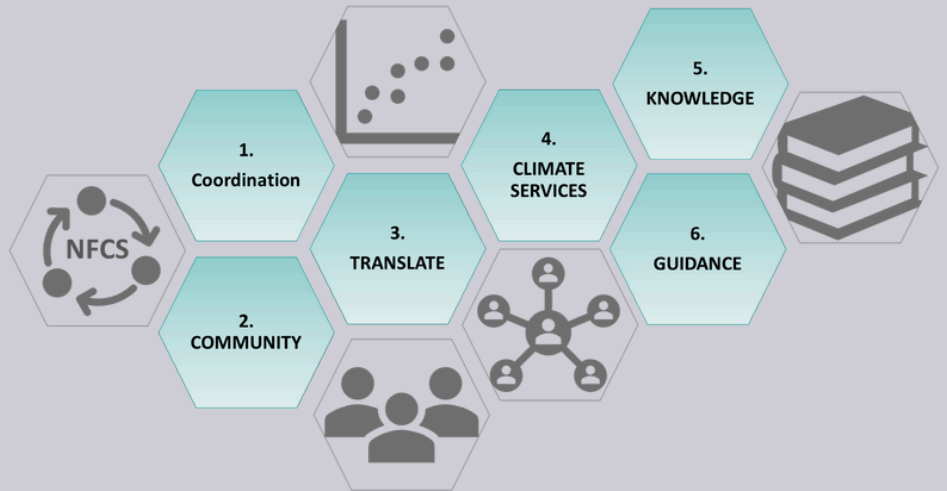 NFCS
1.
Coordination
2.
COMMUNITY
3.
TRANSLATE
4.
CLIMATE
SERVICES
5.
KNOWLEDGE
6.
GUIDANCE